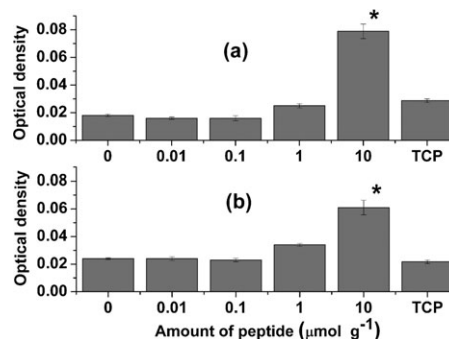 0.08
0.06
0.04
0.02
0.00
Optical density
(a)
*
0 0.01 0.1 1 10 TCP
0.08
0.06
0.04
0.02
0.00
Optical density
(b)
*
0 0.01 0.1 1 10 TCP
Amount of peptide (μmol g⁻¹)